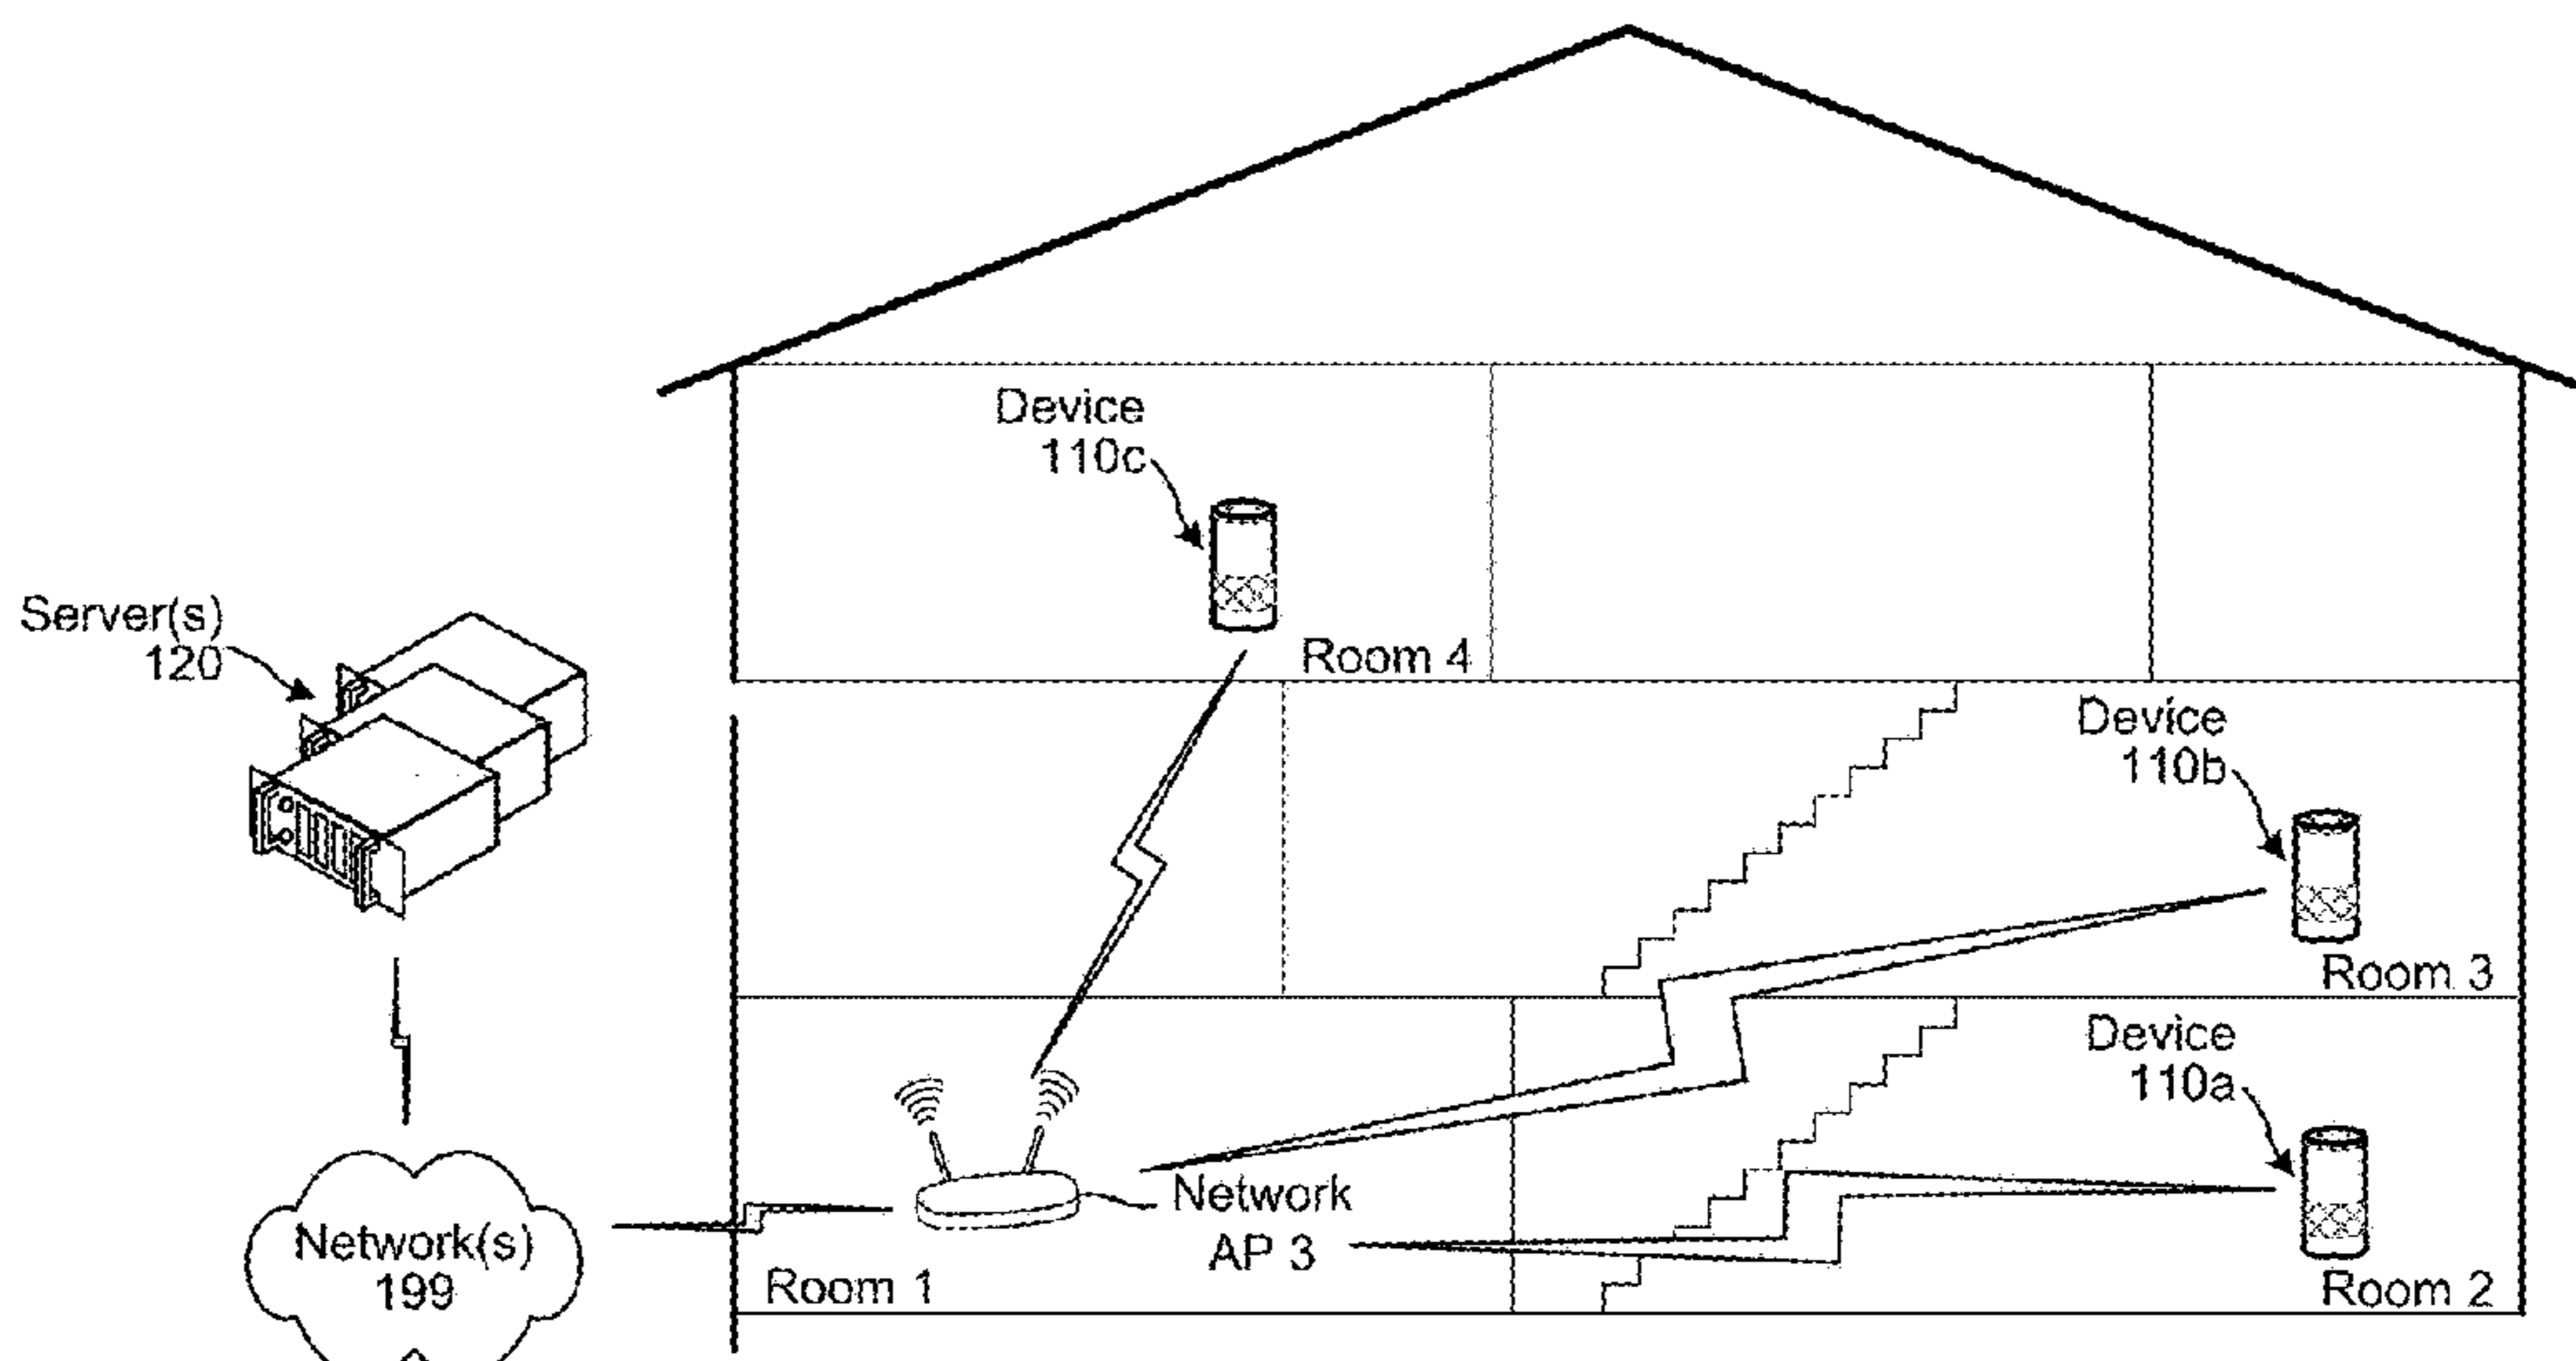 Device
110c
Server(s)
120
Room 4
Device
110b
Room 3
Device
110a
Network
AP 3
Network(s)
199
Room 1
Room 2